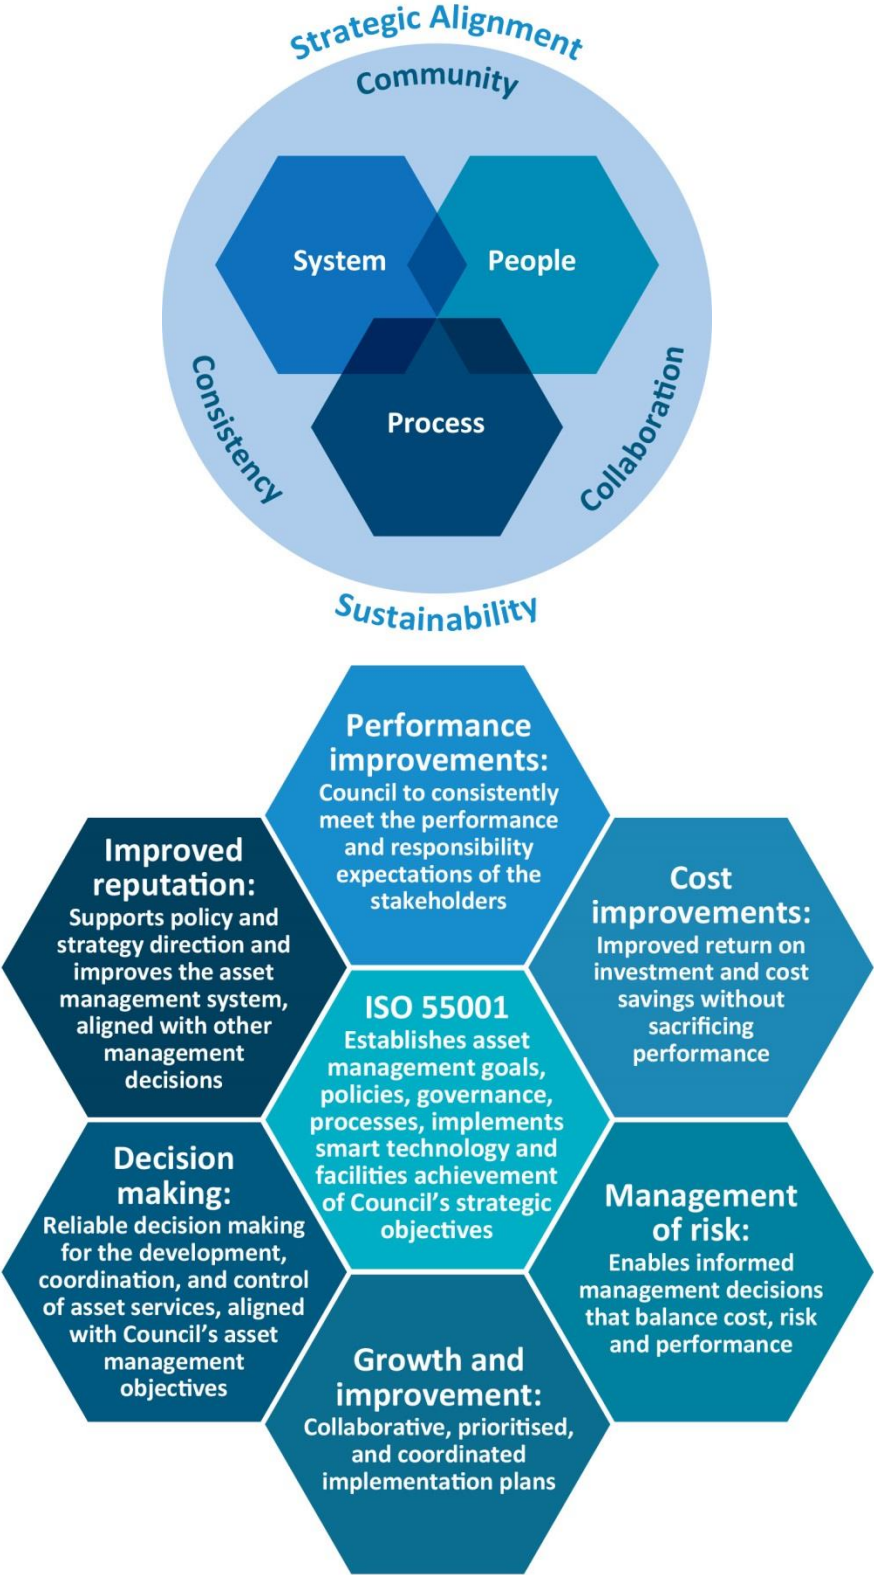 Strategic Alignment
Community
System
People
Process
Consistency
Collaboration
Sustainability
Performance
improvements:
Council to consistently
meet the performance
and responsibility
expectations of the
stakeholders
Improved
reputation:
Supports policy and
strategy direction and
improves the asset
management system,
aligned with other
management
decisions
Cost
improvements:
Improved return on
investment and cost
savings without
sacrificing
performance
ISO 55001
Establishes asset
management goals,
policies, governance,
processes, implements
smart technology and
facilities achievement
of Council’s strategic
objectives
Decision
making:
Reliable decision making
for the development,
coordination, and control
of asset services, aligned
with Council’s asset
management
objectives
Management
of risk:
Enables informed
management decisions
that balance cost, risk
and performance
Growth and
improvement:
Collaborative, prioritised,
and coordinated
implementation plans